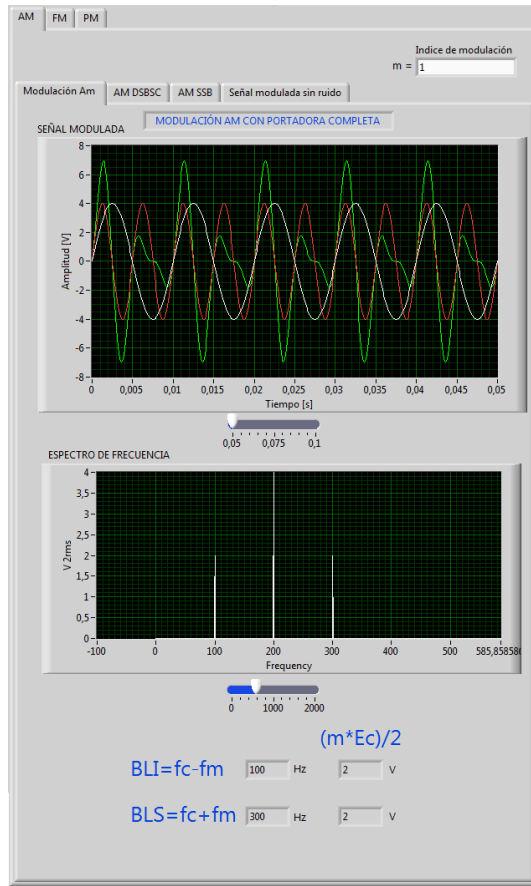 AM FM PM
Indice de modulación
m = 1
Modulación Am AM DSBSC AM SSB Señal modulada sin ruido
MODULACIÓN AM CON PORTADORA COMPLETA
SEÑAL MODULADA
8
6
4
2
0
-2
-4
-6
-8
Amplitud [V]
0 0,005 0,01 0,015 0,02 0,025 0,03 0,035 0,04 0,045 0,05
Tiempo [s]
0,05 0,075 0,1
ESPECTRO DE FRECUENCIA
4
3,5
3
2,5
2
1,5
1
0,5
0
V 2rms
-100 0 100 200 300 400 500 585,858586
Frequency
0 1000 2000
(m*Ec)/2
BLI=fc-fm 100 Hz 2 V
BLS=fc+fm 300 Hz 2 V